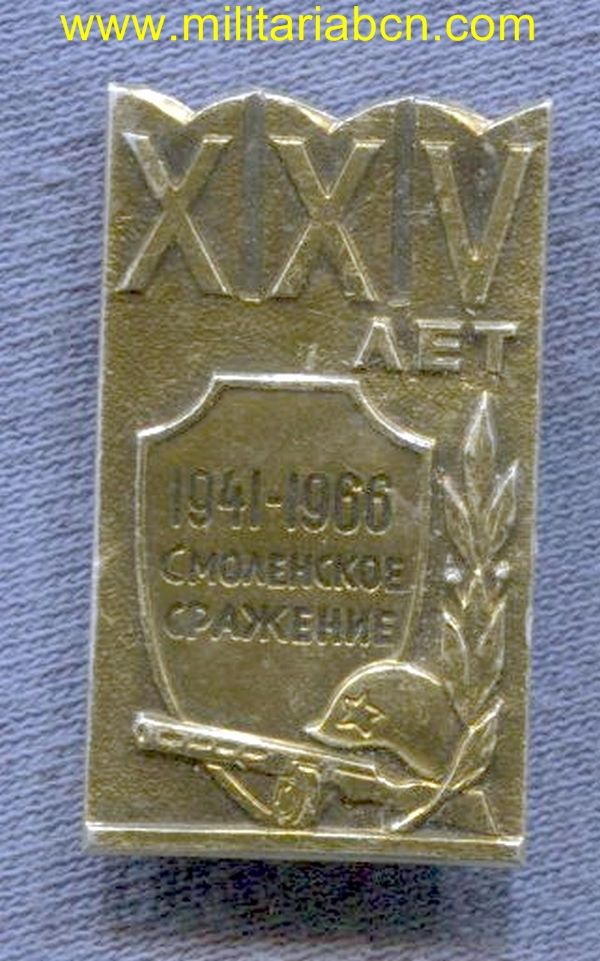 www.militariabcn.com
XXV
ЛЕТ
1941-1966
СМОЛЕНСКОЕ
СРАЖЕНИЕ